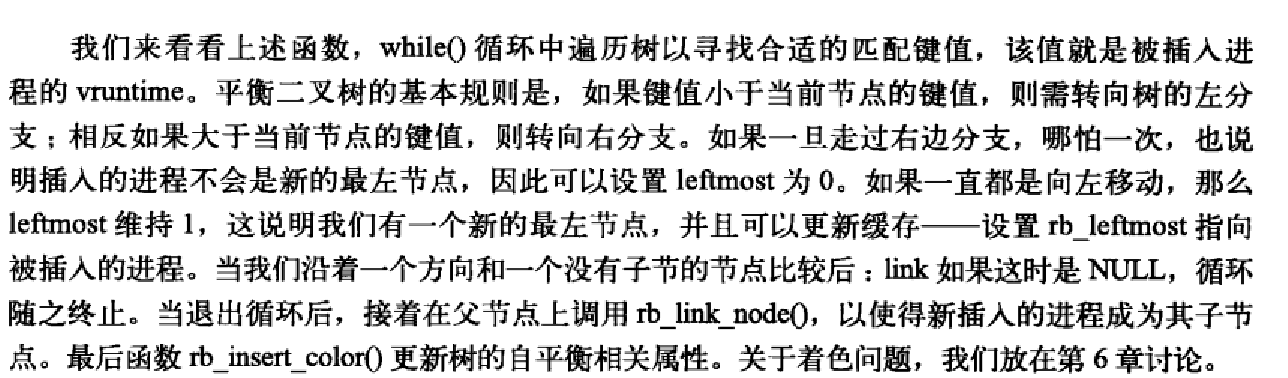 我们来看看上述函数，while()循环中遍历树以寻找合适的匹配键值，该值就是被插入进
程的 vruntime。平衡二叉树的基本规则是，如果键值小于当前节点的键值，则需转向树的左分
支；相反如果大于当前节点的键值，则转向右分支。如果一旦走过右边分支，哪怕一次，也说
明插入的进程不会是新的最左节点，因此可以设置 leftmost 为 0。如果一直都是向左移动，那么
leftmost 维持 1，这说明我们有一个新的最左节点，并且可以更新缓存——设置 rb_leftmost 指向
被插入的进程。当我们沿着一个方向和一个没有子节的节点比较后：link 如果这时是 NULL，循环
随之终止。当退出循环后，接着在父节点上调用 rb_link_node()，以使得新插入的进程成为其子节
点。最后函数 rb_insert_color() 更新树的自平衡相关属性。关于着色问题，我们放在第 6 章讨论。